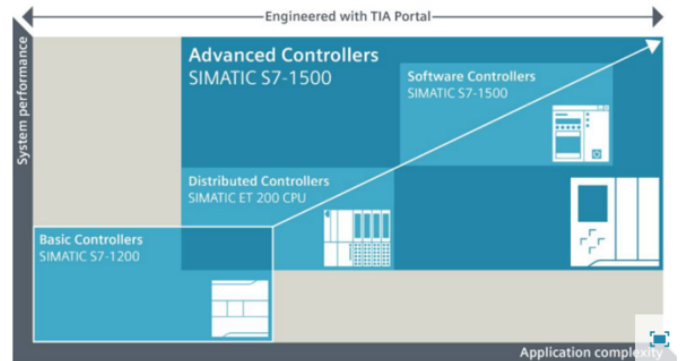 Engineered with TIA Portal
System performance
Advanced Controllers
SIMATIC S7-1500
Software Controllers
SIMATIC S7-1500
Distributed Controllers
SIMATIC ET 200 CPU
Basic Controllers
SIMATIC S7-1200
Application complexity